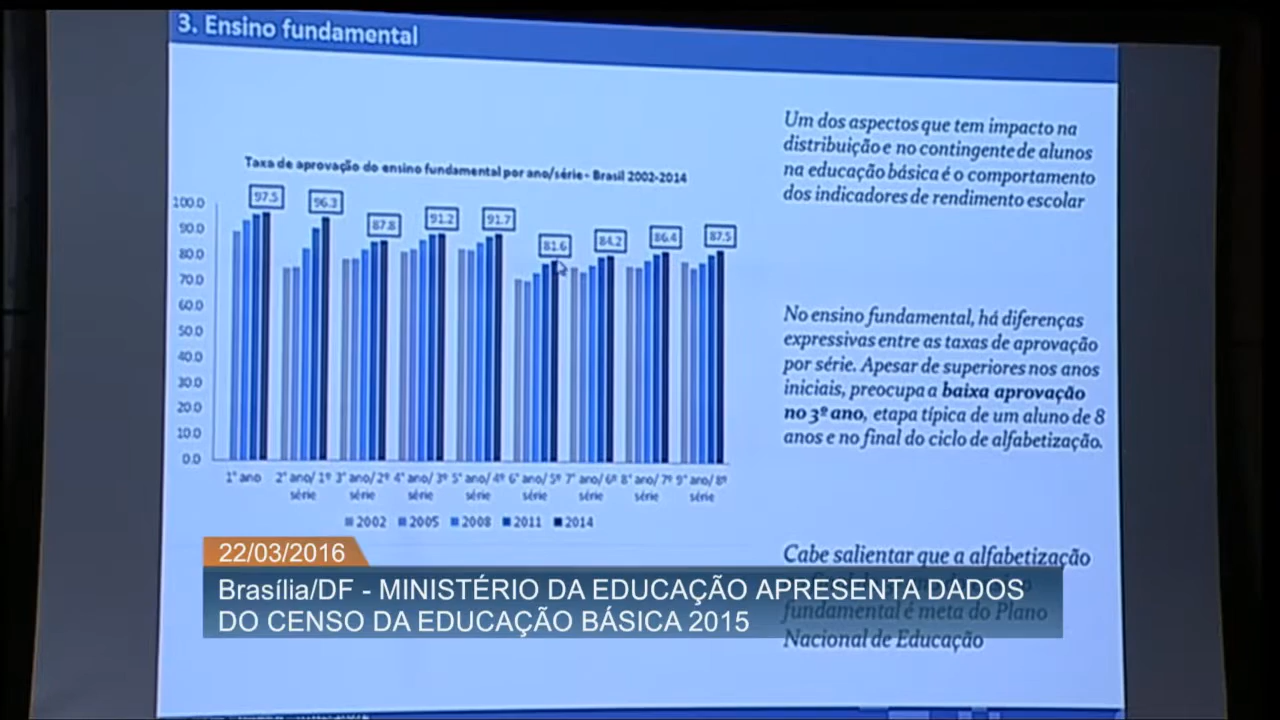 3. Ensino fundamental
Taxa de aprovação do ensino fundamental por ano/série - Brasil 2002-2014
97.5
96.3
87.8
91.2
91.7
81.6
84.2
86.4
87.5
100.0
90.0
80.0
70.0
60.0
50.0
40.0
30.0
20.0
10.0
0.0
1º ano
2º ano/ 1ª série
3º ano/ 2ª série
4º ano/ 3ª série
5º ano/ 4ª série
6º ano/ 5ª série
7º ano/ 6ª série
8º ano/ 7ª série
9º ano/ 8ª série
2002 2005 2008 2011 2014
Um dos aspectos que tem impacto na
distribuição e no contingente de alunos
na educação básica é o comportamento
dos indicadores de rendimento escolar
No ensino fundamental, há diferenças
expressivas entre as taxas de aprovação
por série. Apesar de superiores nos anos
iniciais, preocupa a baixa aprovação
no 3º ano, etapa típica de um aluno de 8
anos e no final do ciclo de alfabetização.
Cabe salientar que a alfabetização
fundamental é meta do Plano
Nacional de Educação
22/03/2016
Brasília/DF - MINISTÉRIO DA EDUCAÇÃO APRESENTA DADOS
DO CENSO DA EDUCAÇÃO BÁSICA 2015